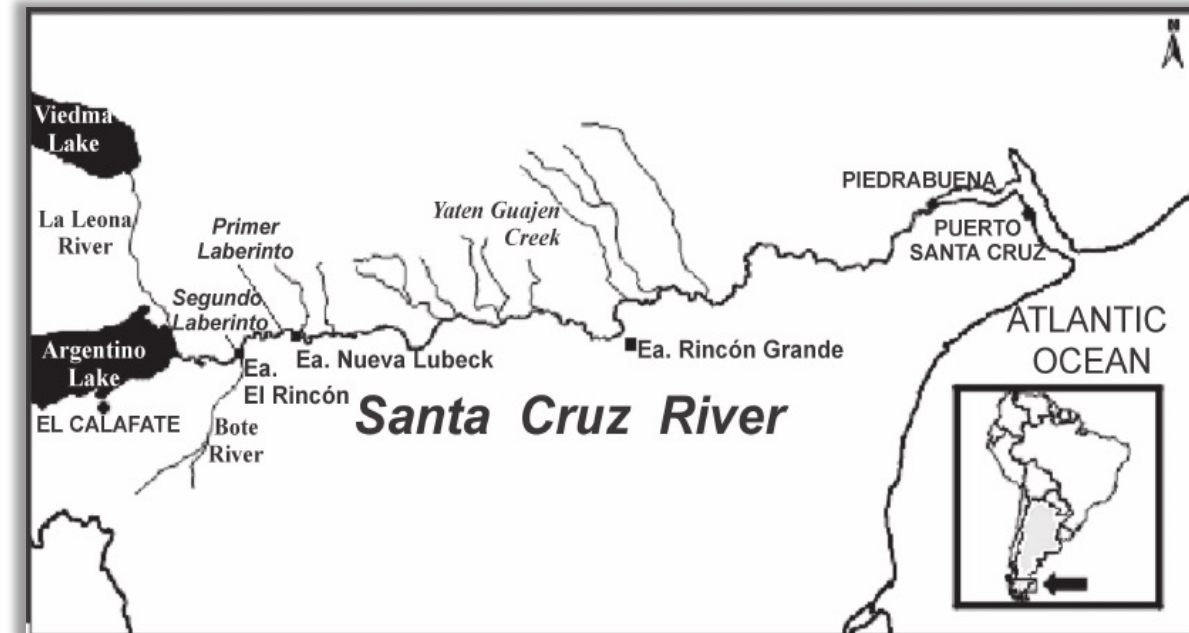 N
Viedma
Lake
PIEDRABUENA
La Leona
River
Primer
Laberinto
Yaten Guajen
Creek
PUERTO
SANTA CRUZ
Segundo
Laberinto
ATLANTIC
OCEAN
Argentino
Lake
Ea. Nueva Lubeck
Ea. Rincón Grande
Ea.
El Rincón
EL CALAFATE
Bote
River
Santa Cruz River